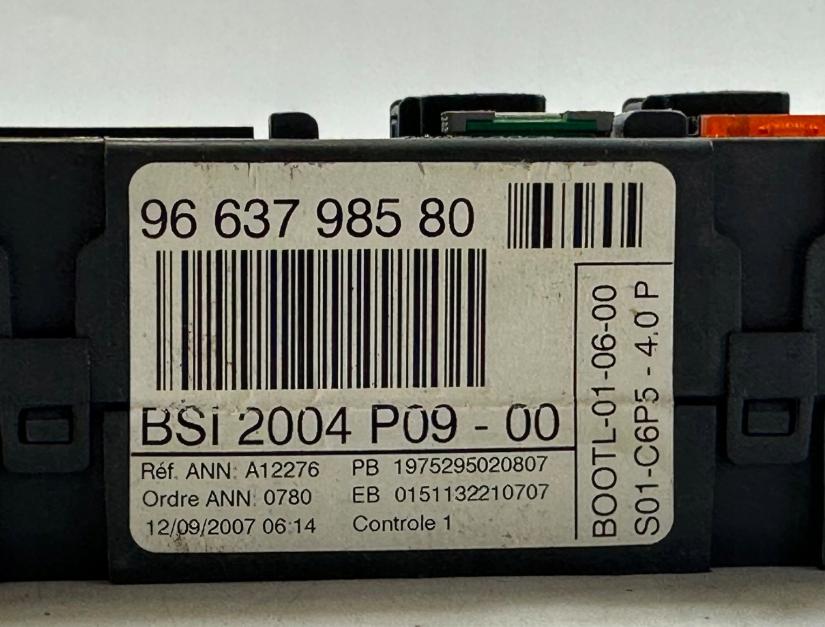 96 637 985 80
BSI 2004 P09 - 00
Réf. ANN: A12276 PB 1975295020807
Ordre ANN: 0780 EB 0151132210707
12/09/2007 06:14 Controle 1
BOOTL-01-06-00
S01-C6P5 - 4.0 P